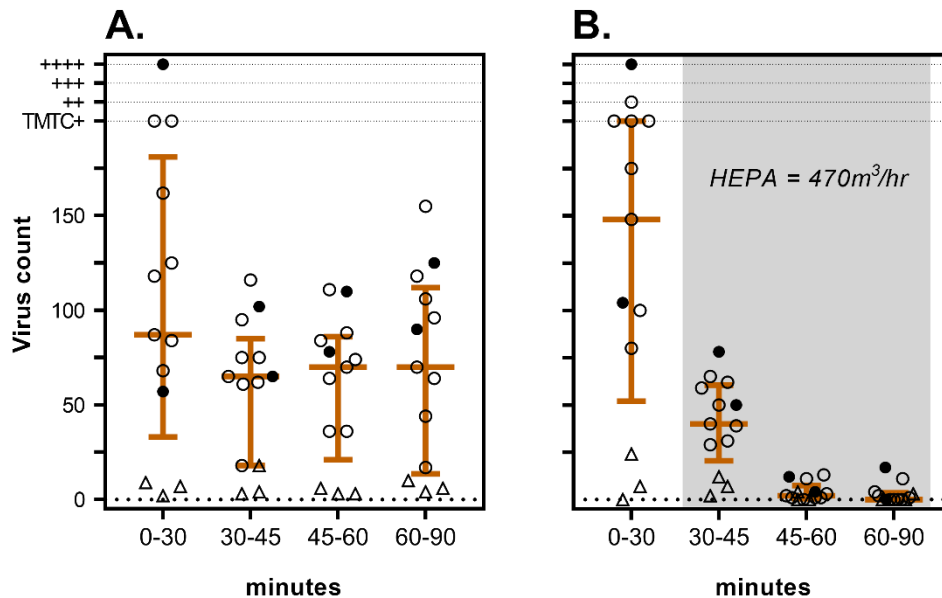 A.
B.
++++
+++
++
TMTC+
150
100
50
0
Virus count
HEPA = 470m³/hr
0-30 30-45 45-60 60-90
0-30 30-45 45-60 60-90
minutes
minutes